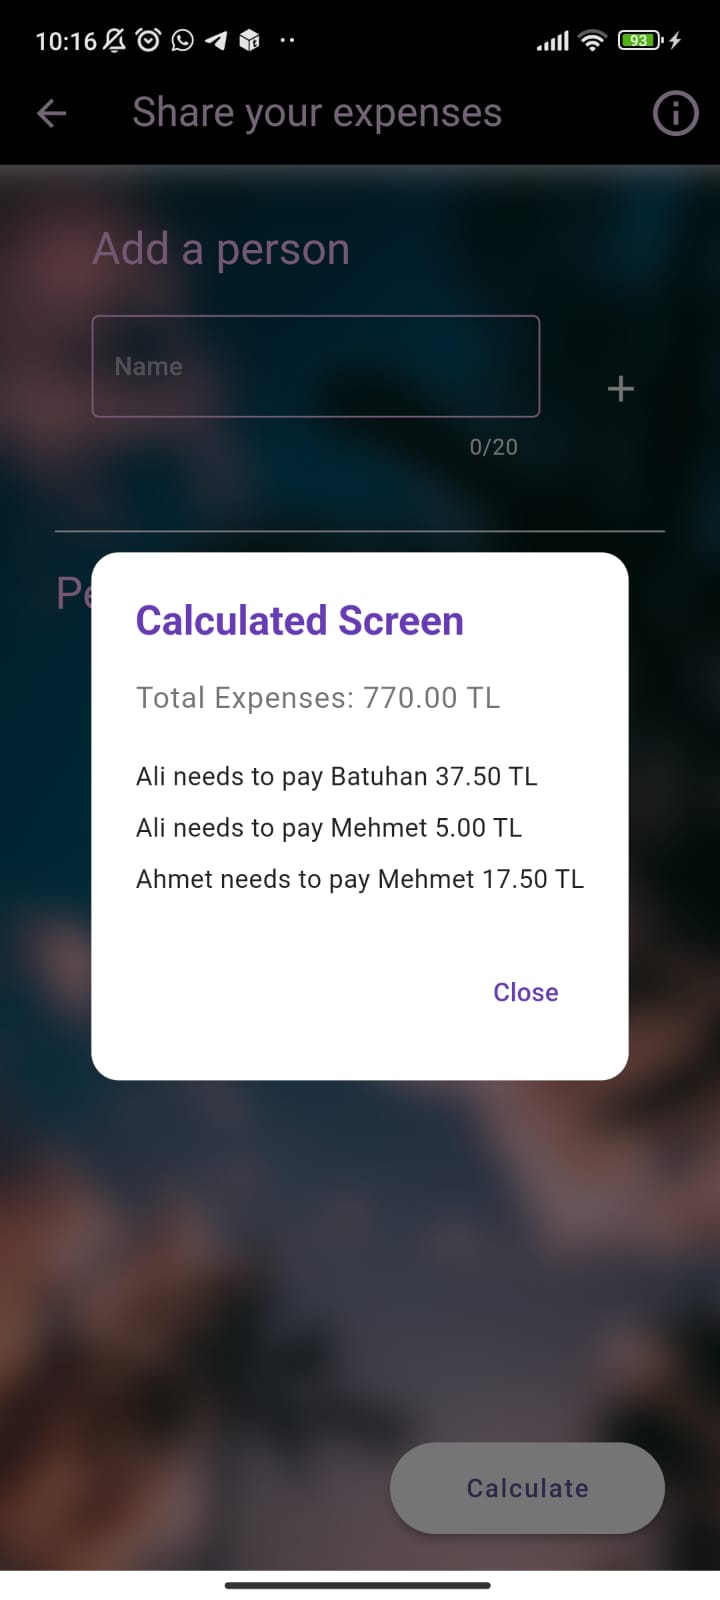 10:16
93
Share your expenses
Add a person
Name
0/20
Calculated Screen
Total Expenses: 770.00 TL
Ali needs to pay Batuhan 37.50 TL
Ali needs to pay Mehmet 5.00 TL
Ahmet needs to pay Mehmet 17.50 TL
Close
Calculate